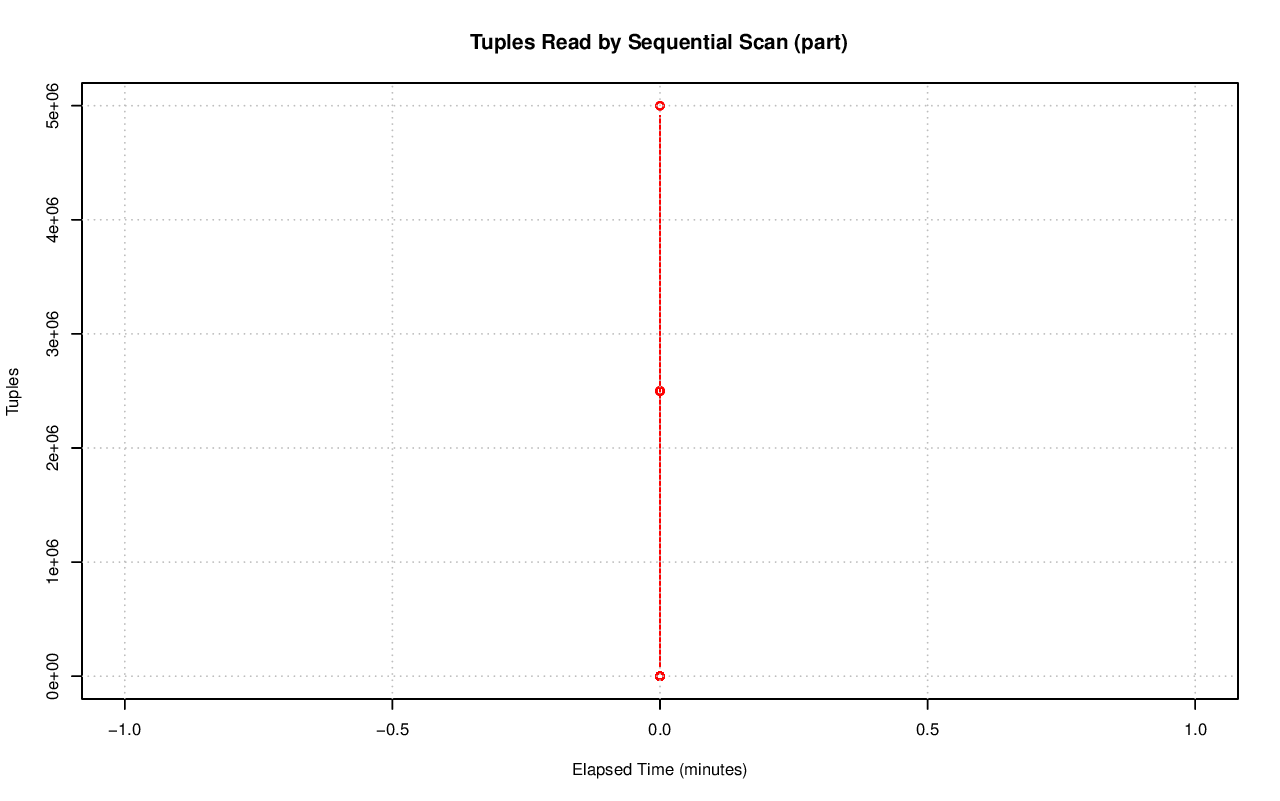 Tuples Read by Sequential Scan (part)
5e+06
4e+06
3e+06
2e+06
1e+06
0e+00
Tuples
−1.0
−0.5
0.0
0.5
1.0
Elapsed Time (minutes)